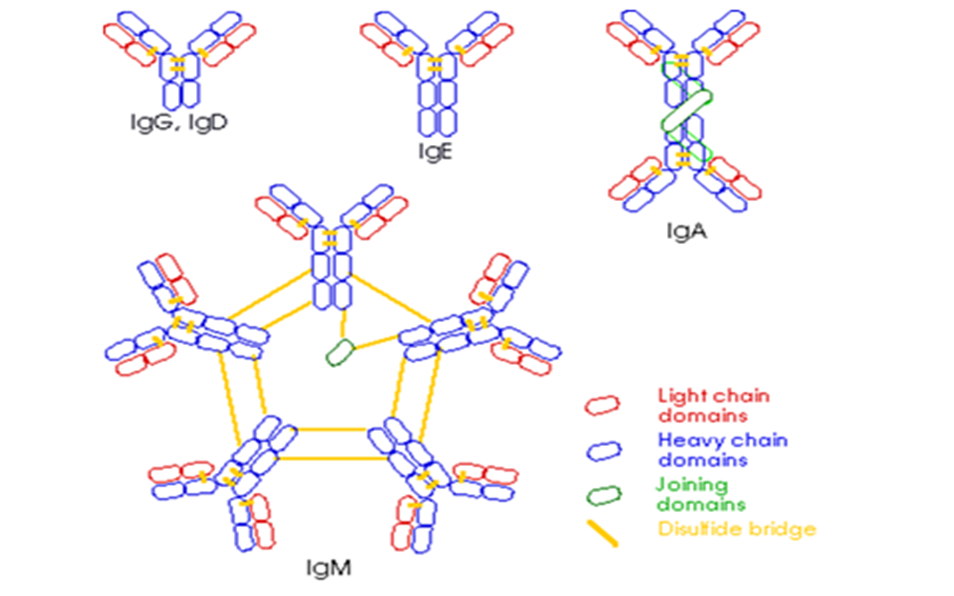 IgG, IgD
IgE
IgA
IgM
Light chain
domains
Heavy chain
domains
Joining
domains
Disulfide bridge